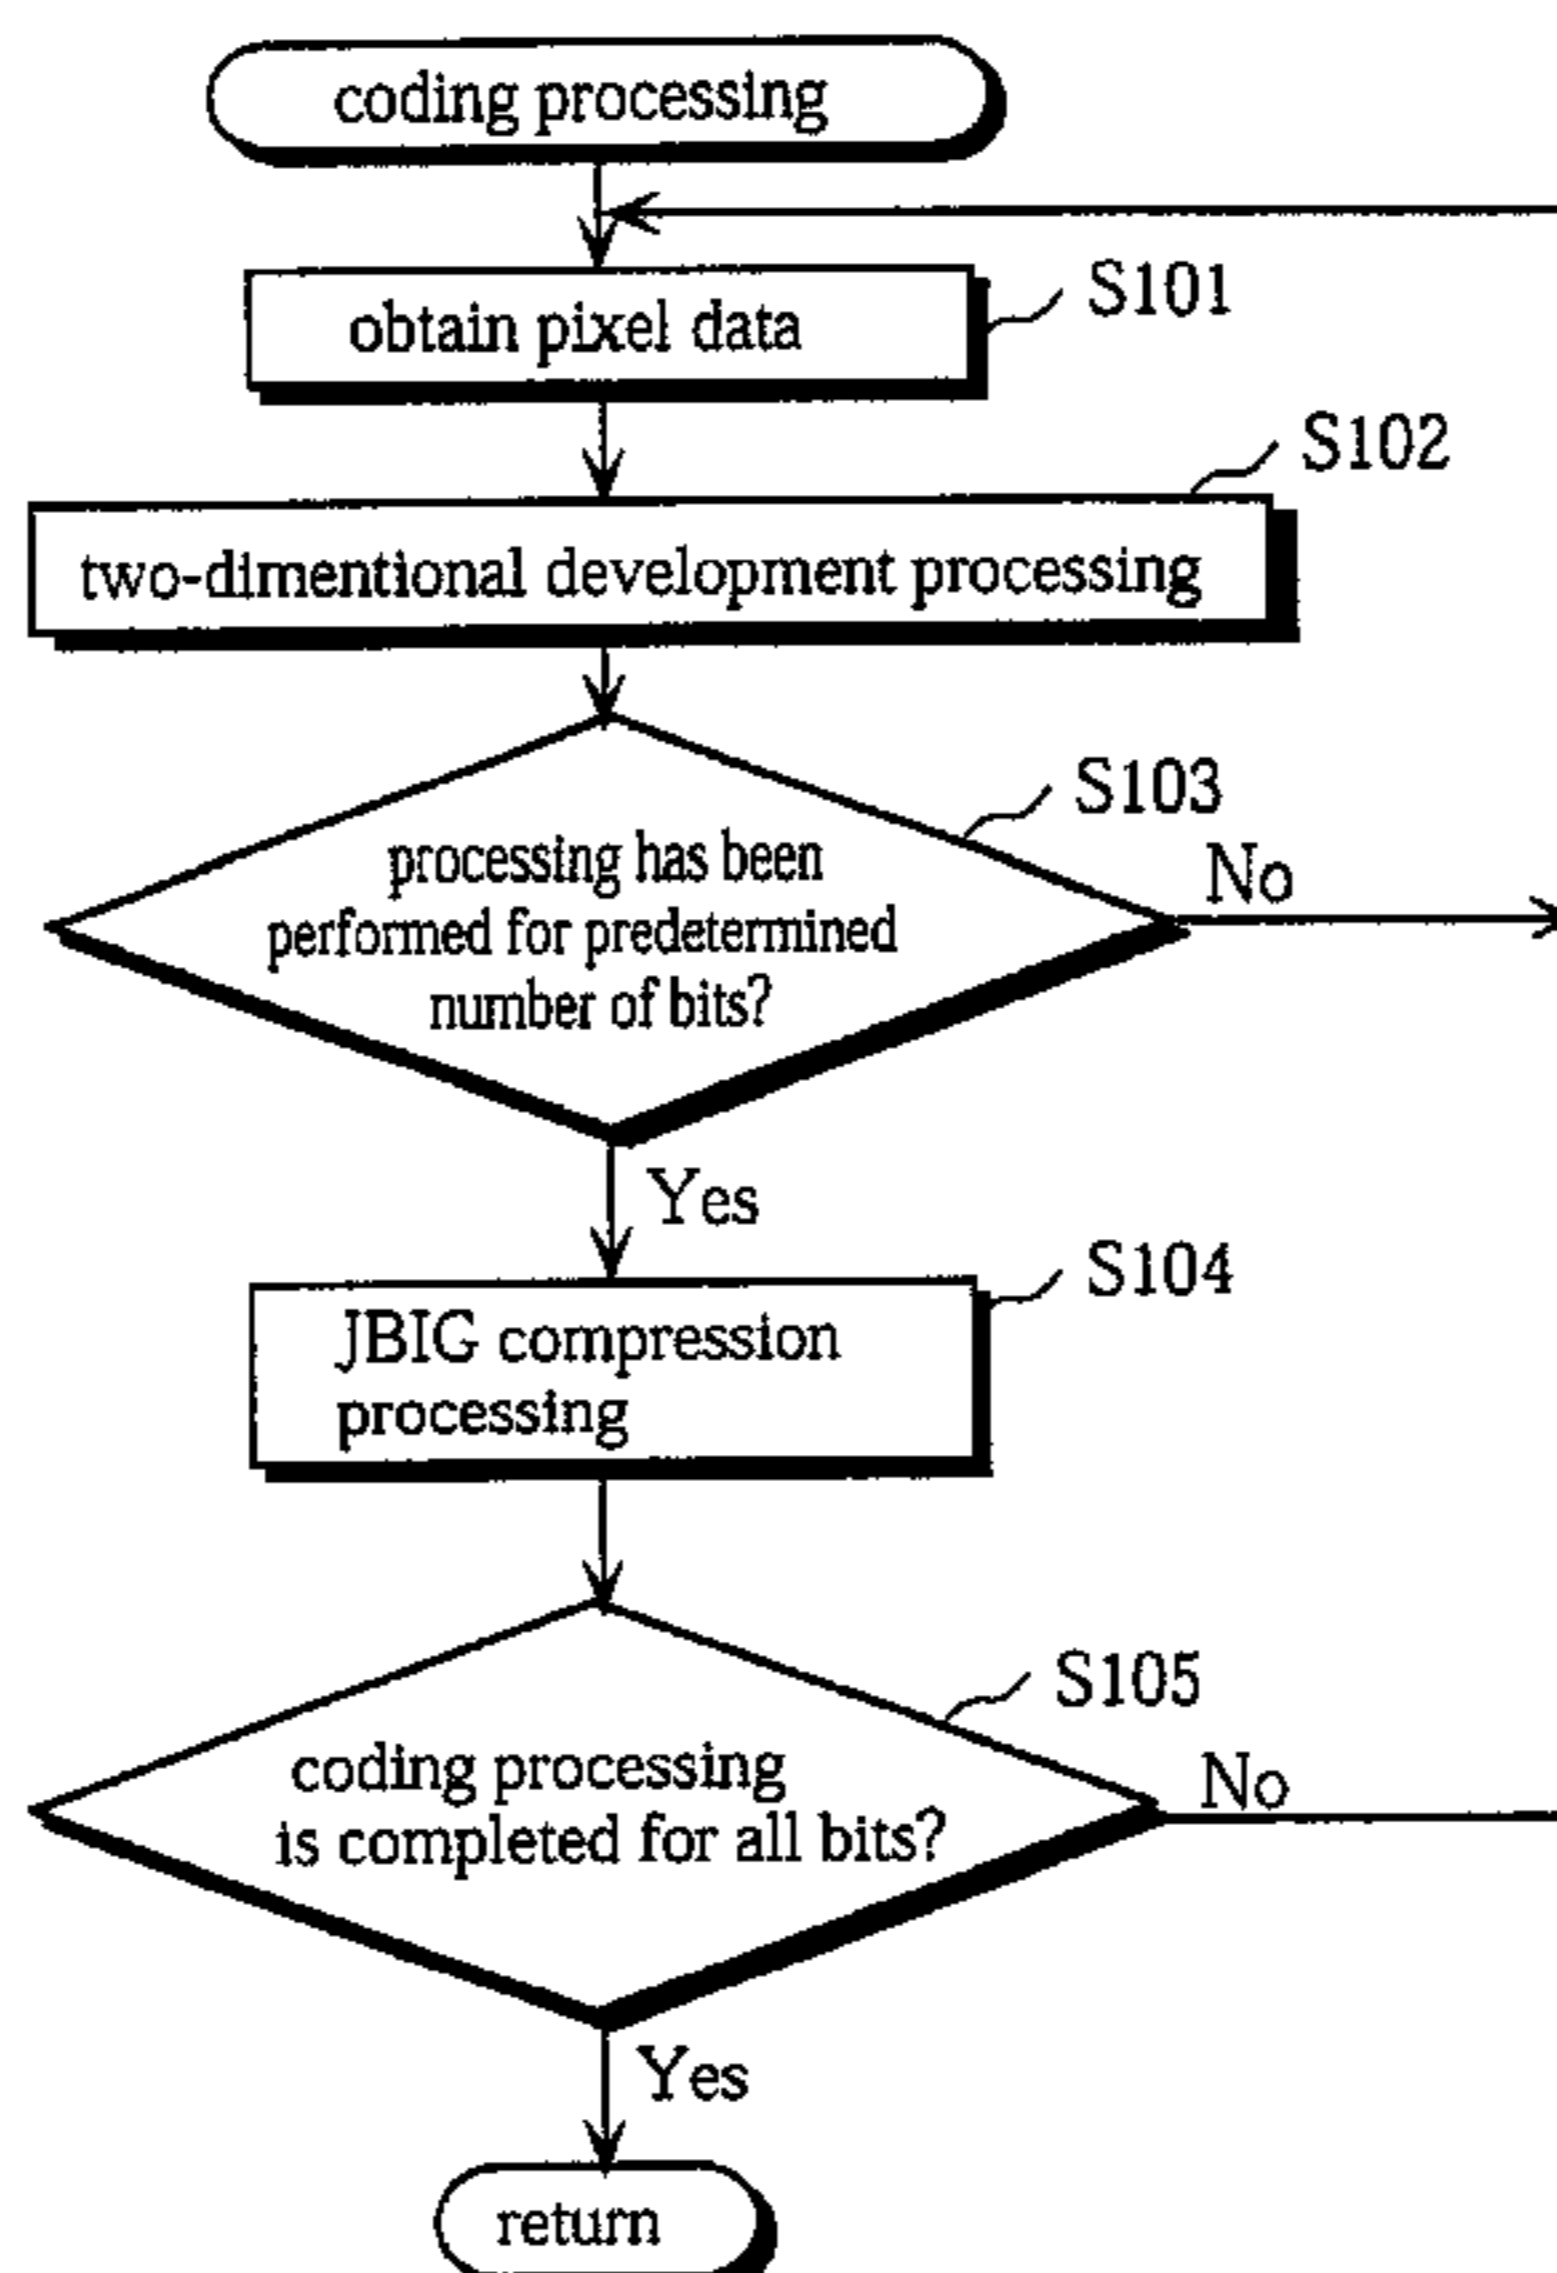 coding processing
obtain pixel data
S101
S102
two-dimentional development processing
S103
processing has been
performed for predetermined
number of bits?
No
Yes
S104
JBIG compression
processing
S105
coding processing
is completed for all bits?
No
Yes
return